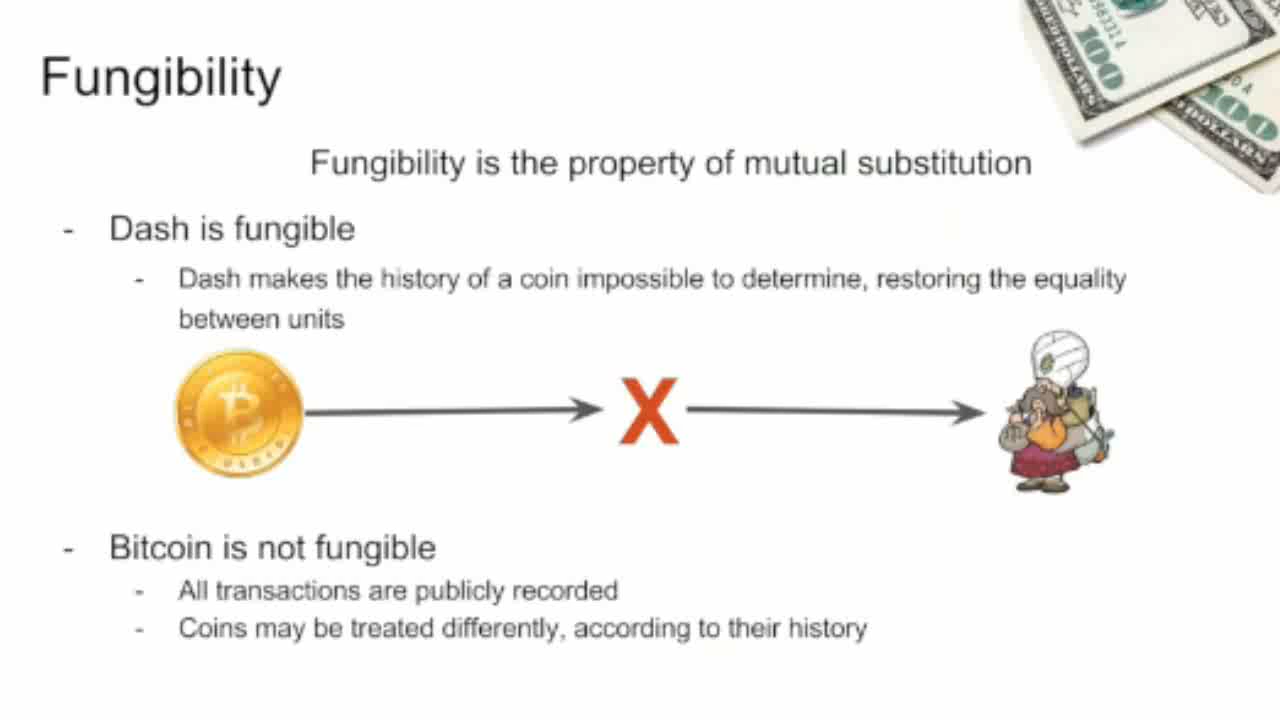 Fungibility
Fungibility is the property of mutual substitution
- Dash is fungible
- Dash makes the history of a coin impossible to determine, restoring the equality
between units
X
- Bitcoin is not fungible
- All transactions are publicly recorded
- Coins may be treated differently, according to their history
100
100